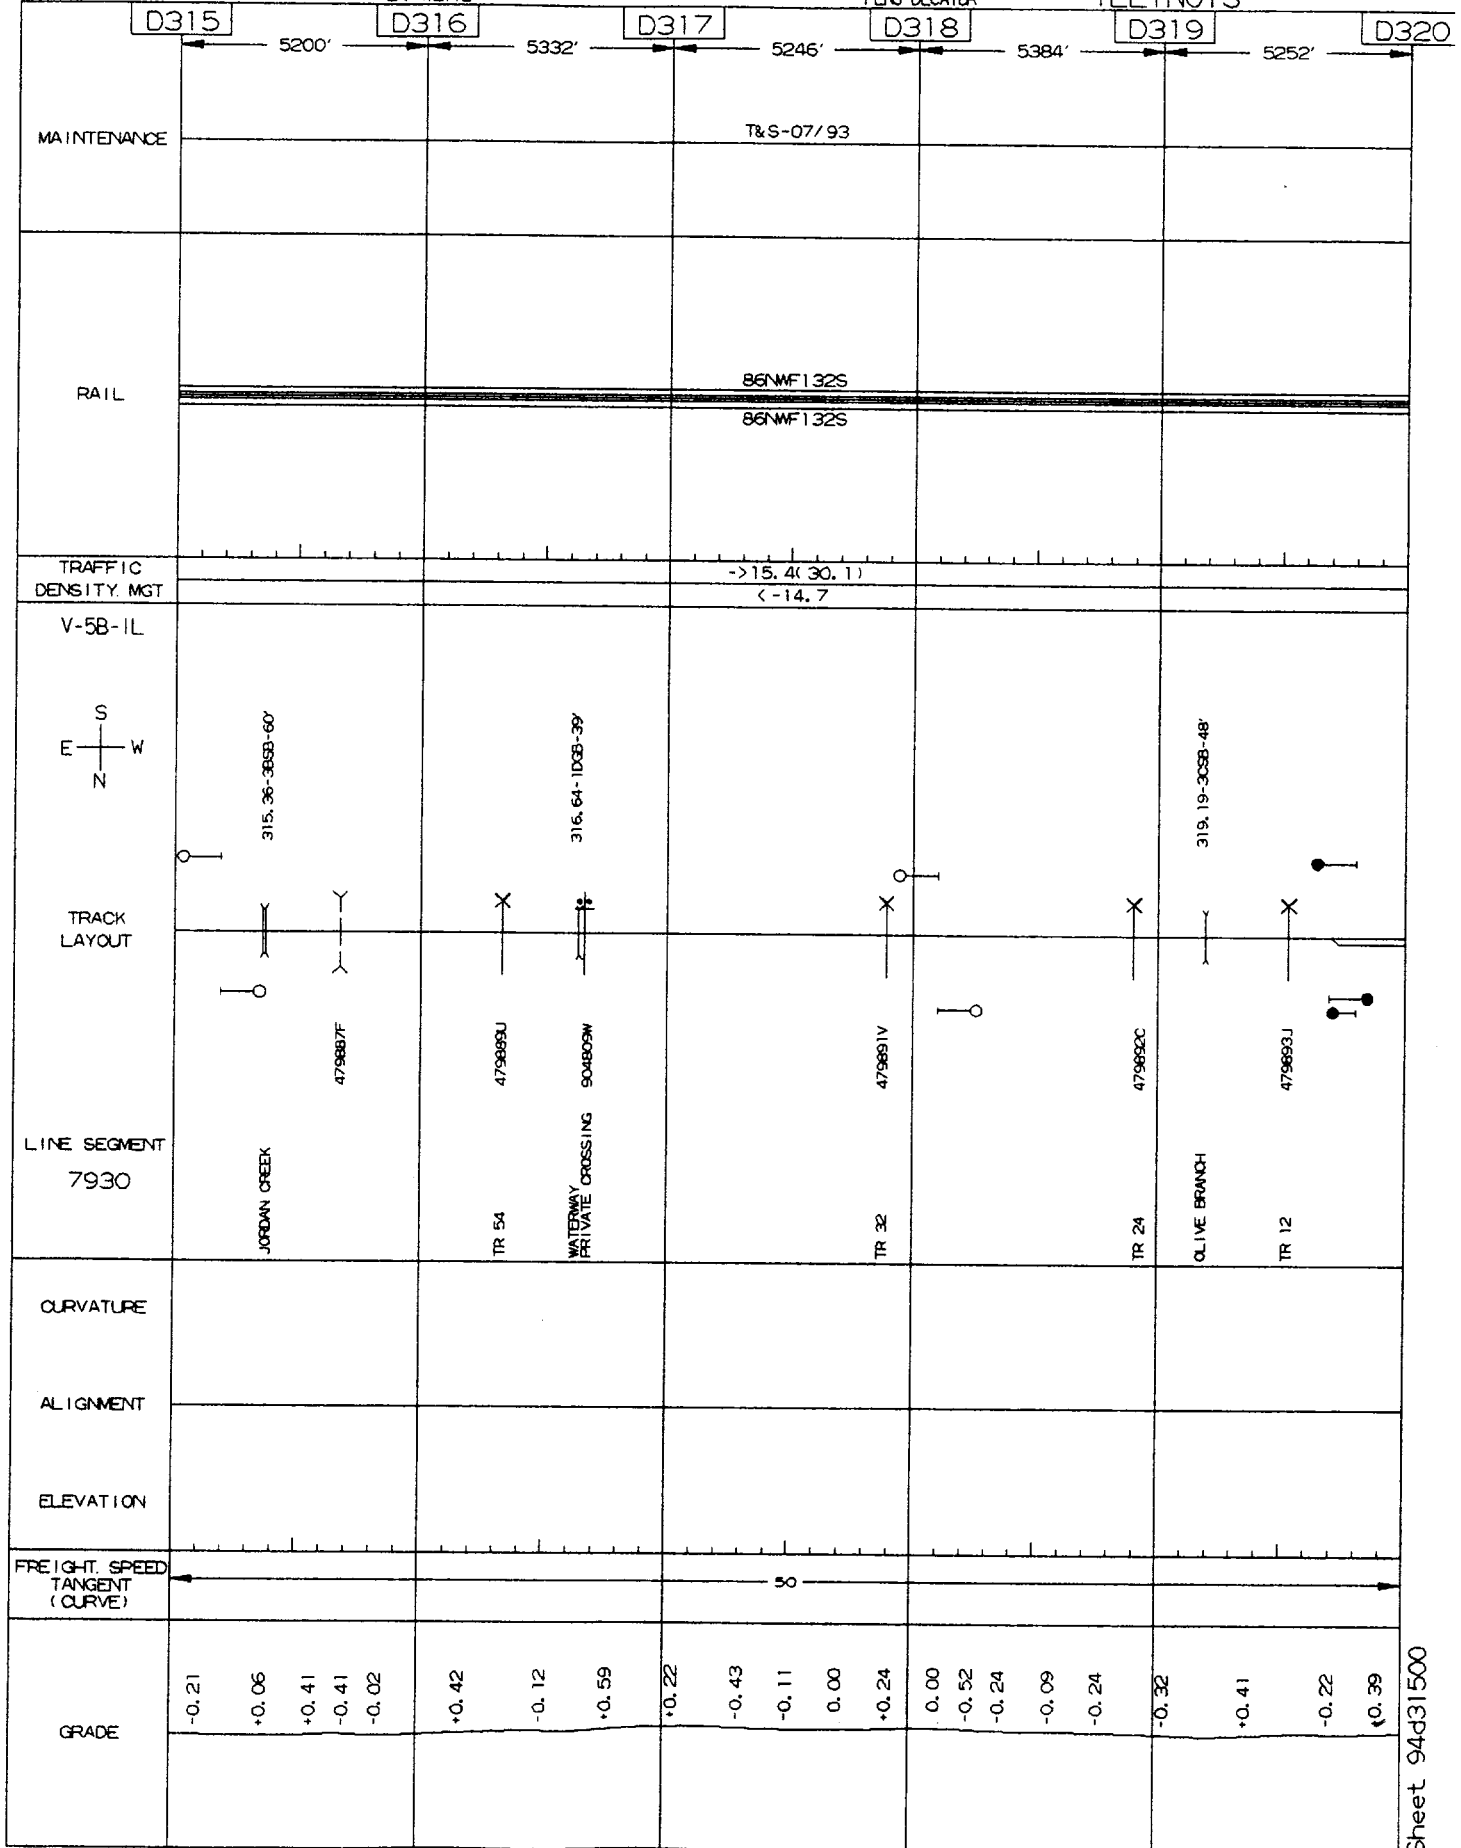 ILLINOIS
D315 D316 D317 D318 D319 D320
5200' 5332' 5246' 5384' 5252'
MAINTENANCE
T&S-07/93
RAIL
86NWF132S
86NWF132S
TRAFFIC
DENSITY. MGT
->15.4(30.1)
<-14.7
V-5B-IL
S
E W
N
315.36-3BSB-60'
316.64-1DGB-39'
319.19-3CSB-48'
TRACK
LAYOUT
479887F
479889U
904809W
479891V
479892C
479893J
LINE SEGMENT
7930
JORDAN CREEK
TR 54
WATERWAY
PRIVATE CROSSING
TR 32
TR 24
OLIVE BRANCH
TR 12
CURVATURE
ALIGNMENT
ELEVATION
FREIGHT. SPEED
TANGENT
(CURVE)
50
GRADE
-0.21
+0.06
+0.41
-0.41
-0.02
+0.42
-0.12
+0.59
+0.22
-0.43
-0.11
0.00
+0.24
0.00
-0.52
-0.24
-0.09
-0.24
-0.32
+0.41
-0.22
+0.39
Sheet 94d31500